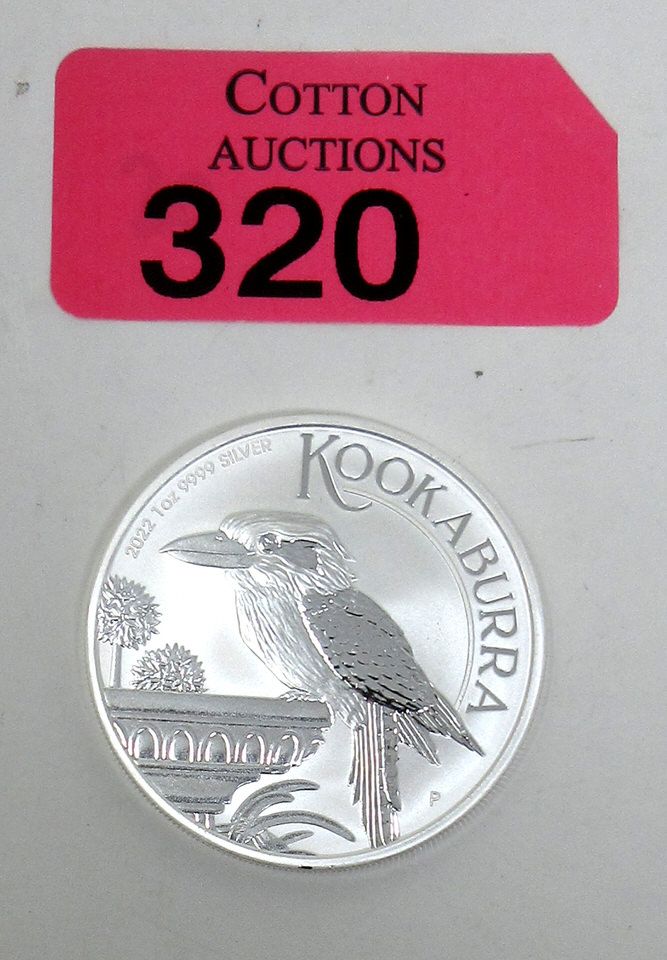 COTTON
AUCTIONS
320
2022 1oz 9999 SILVER
KOOKABURRA
P